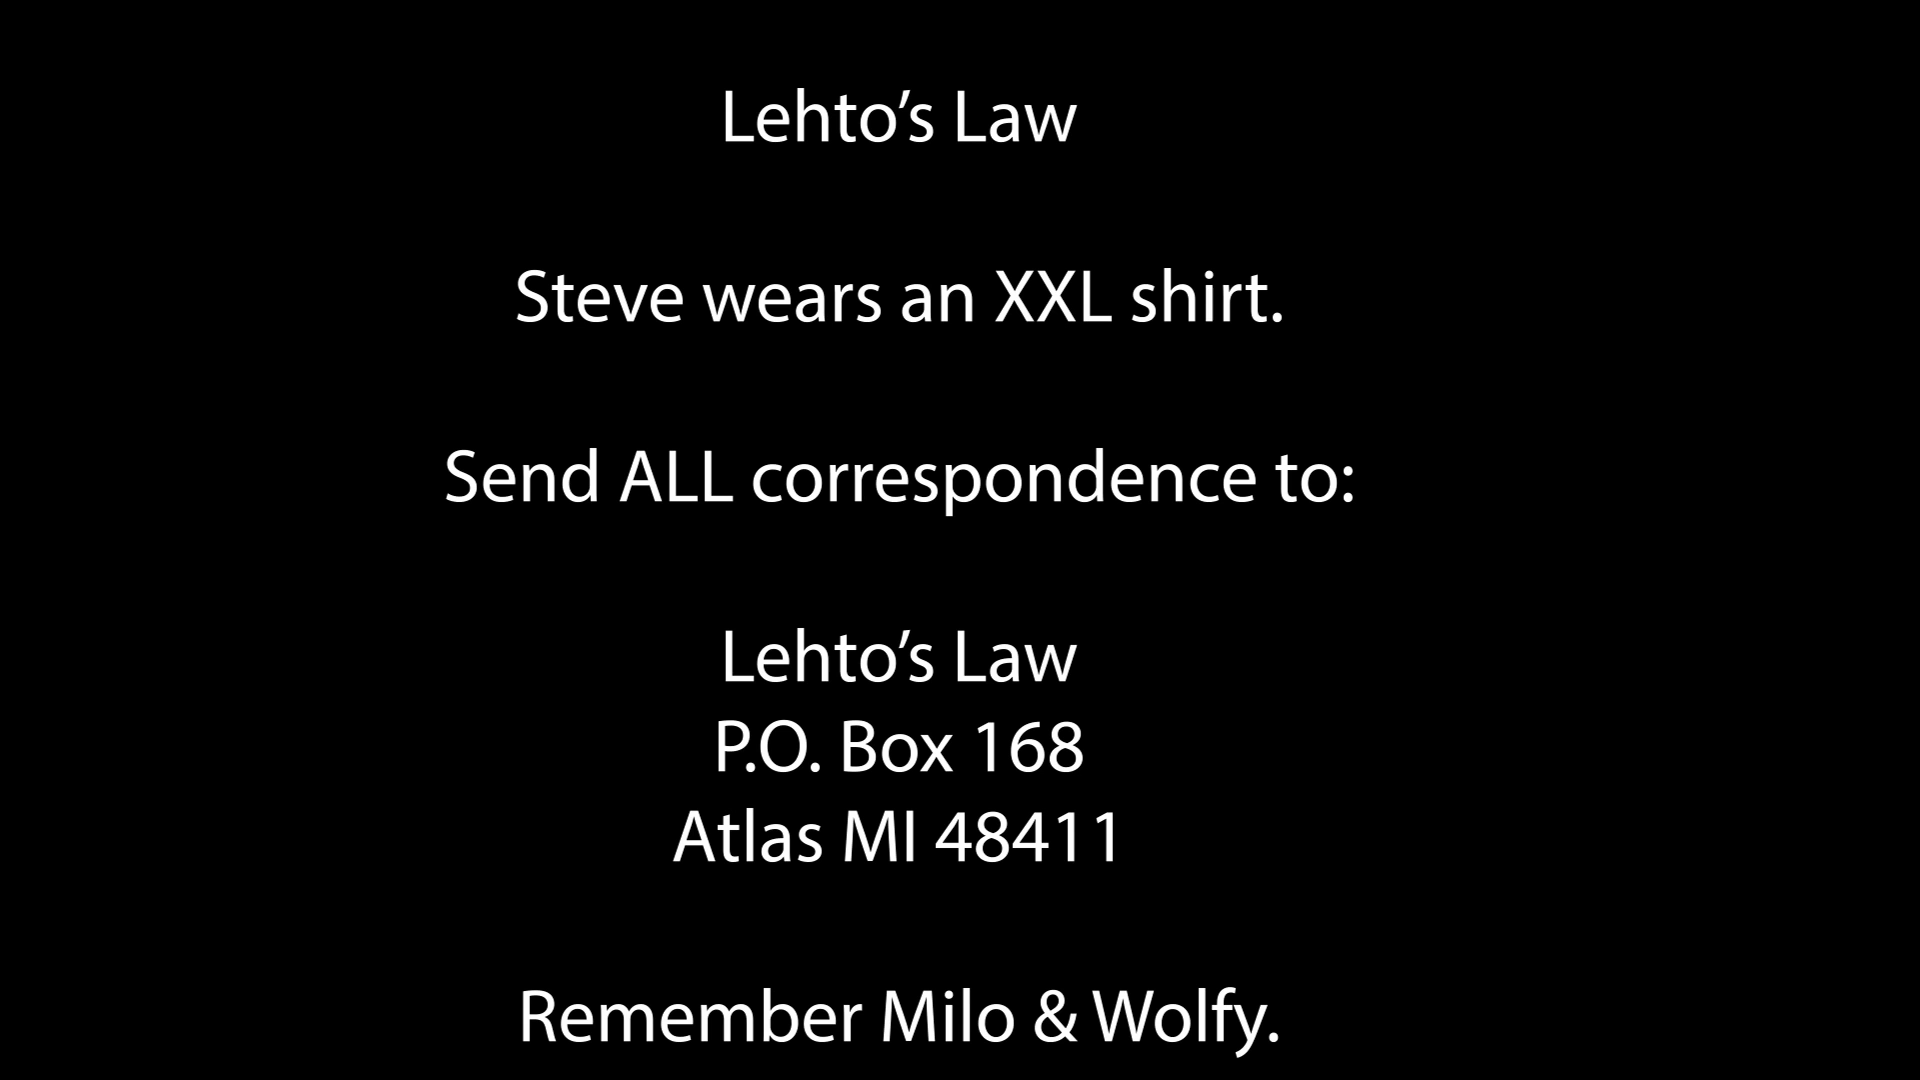 Lehto’s Law
Steve wears an XXL shirt.
Send ALL correspondence to:
Lehto’s Law
P.O. Box 168
Atlas MI 48411
Remember Milo & Wolfy.